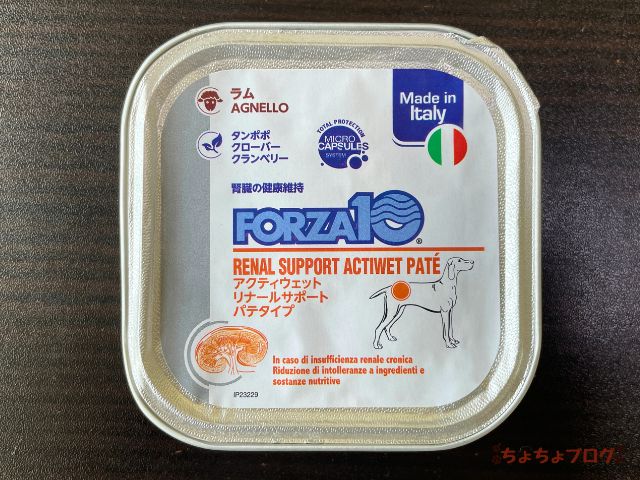 ラム
AGNELLO
タンポポ
クローバー
クランベリー
TOTAL PROTECTION
MICRO
CAPSULES
SYSTEM
Made in
Italy
腎臓の健康維持
FORZA10®
RENAL SUPPORT ACTIWET PATÉ
アクティウェット
リナールサポート
パテタイプ
In caso di insufficienza renale cronica
Riduzione di intolleranze a ingredienti e
sostanze nutritive
IP23229
ちょちょブログ